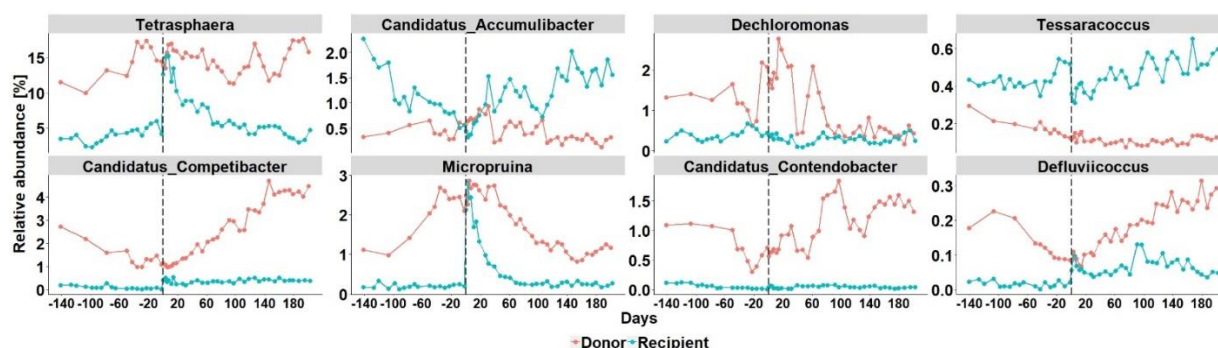 Tetrasphaera Candidatus_Accumulibacter Dechloromonas Tessaracoccus
15 10 5
2.0 1.5 1.0 0.5
2 1 0
0.6 0.4 0.2
Relative abundance [%]
Candidatus_Competibacter Micropruina Candidatus_Contendobacter Defluviicoccus
4 3 2 1 0
3 2 1 0
1.5 1.0 0.5 0.0
0.3 0.2 0.1 0.0
-140 -100 -60 -20 20 60 100 140 180
-140 -100 -60 -20 20 60 100 140 180
-140 -100 -60 -20 20 60 100 140 180
-140 -100 -60 -20 20 60 100 140 180
Days
Donor Recipient